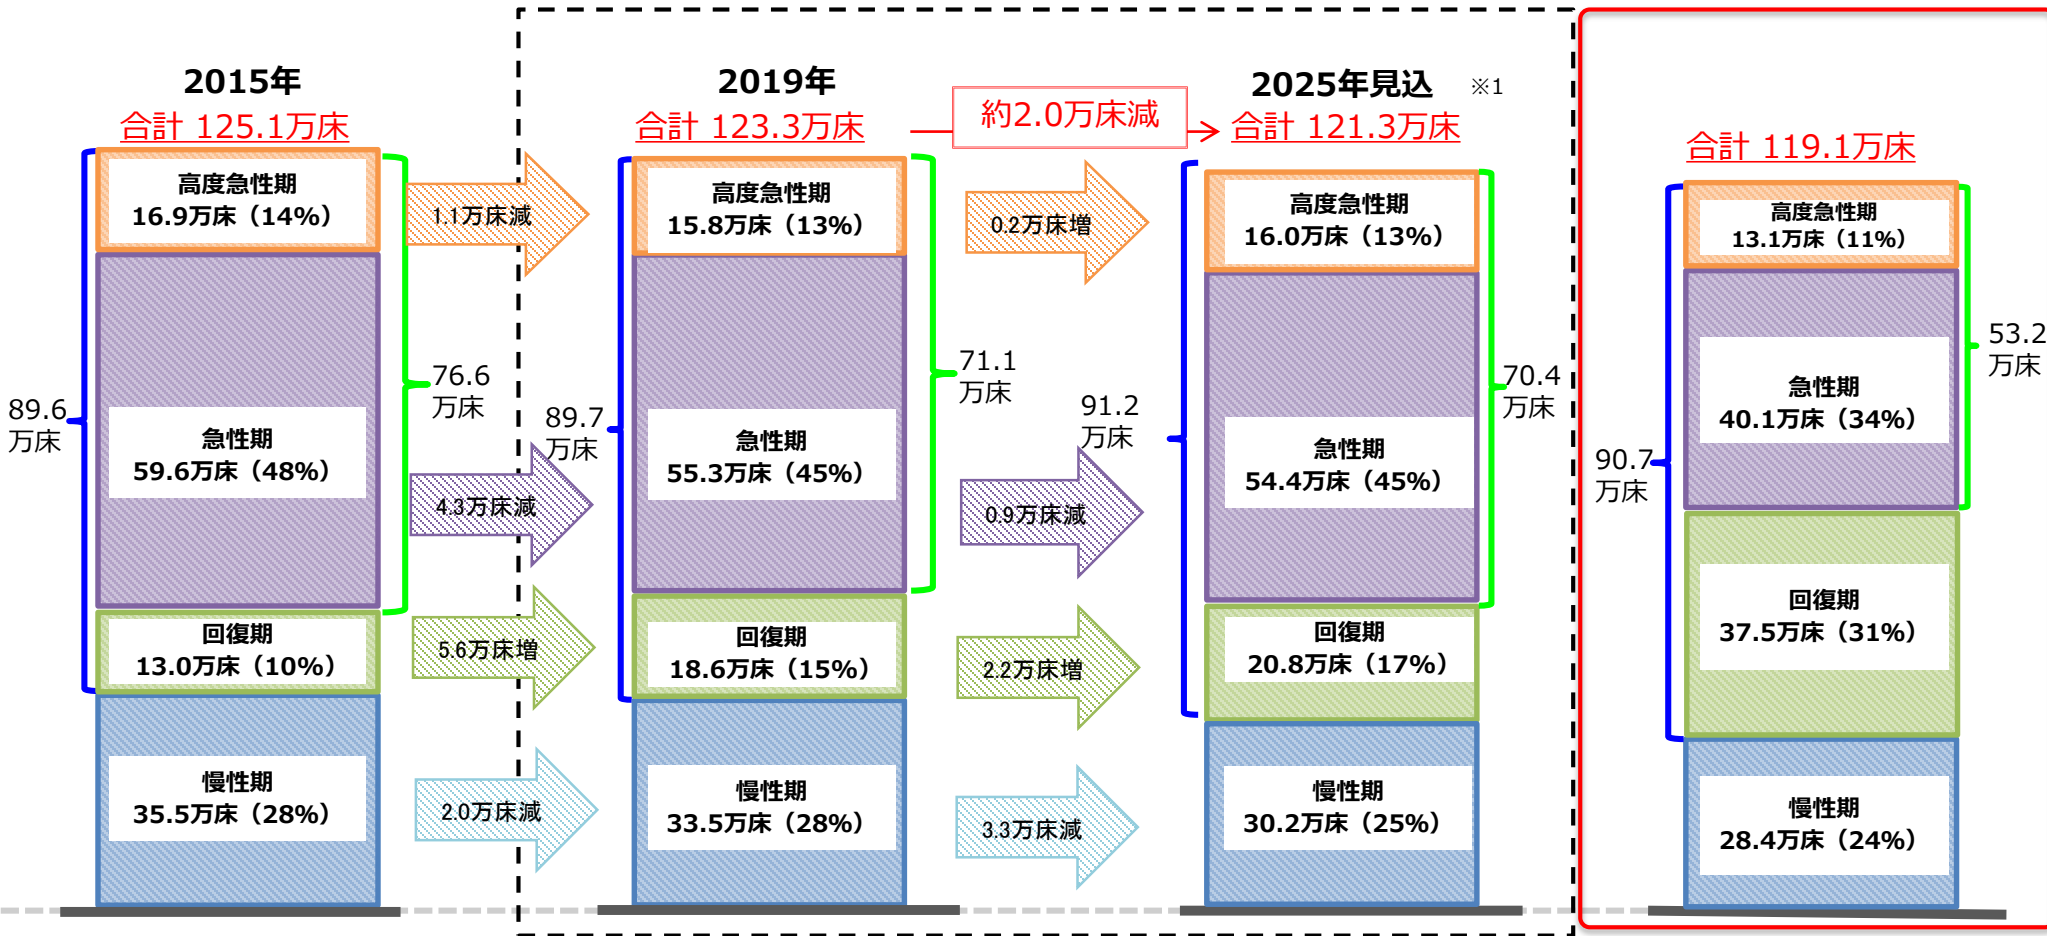 2015年
合計 125.1万床
高度急性期
16.9万床（14%）
急性期
59.6万床（48%）
回復期
13.0万床（10%）
慢性期
35.5万床（28%）
89.6
万床
76.6
万床
1.1万床減
4.3万床減
5.6万床増
2.0万床減
2019年
合計 123.3万床
高度急性期
15.8万床（13%）
急性期
55.3万床（45%）
回復期
18.6万床（15%）
慢性期
33.5万床（28%）
89.7
万床
71.1
万床
約2.0万床減
0.2万床増
0.9万床減
2.2万床増
3.3万床減
2025年見込 ※1
合計 121.3万床
高度急性期
16.0万床（13%）
急性期
54.4万床（45%）
回復期
20.8万床（17%）
慢性期
30.2万床（25%）
91.2
万床
70.4
万床
合計 119.1万床
高度急性期
13.1万床（11%）
急性期
40.1万床（34%）
回復期
37.5万床（31%）
慢性期
28.4万床（24%）
90.7
万床
53.2
万床